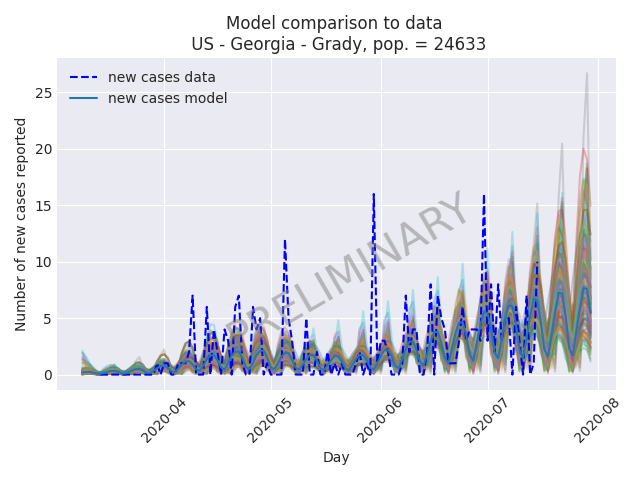 Model comparison to data
US - Georgia - Grady, pop. = 24633
new cases data
new cases model
Number of new cases reported
25
20
15
10
5
0
PRELIMINARY
2020-04
2020-05
2020-06
2020-07
2020-08
Day